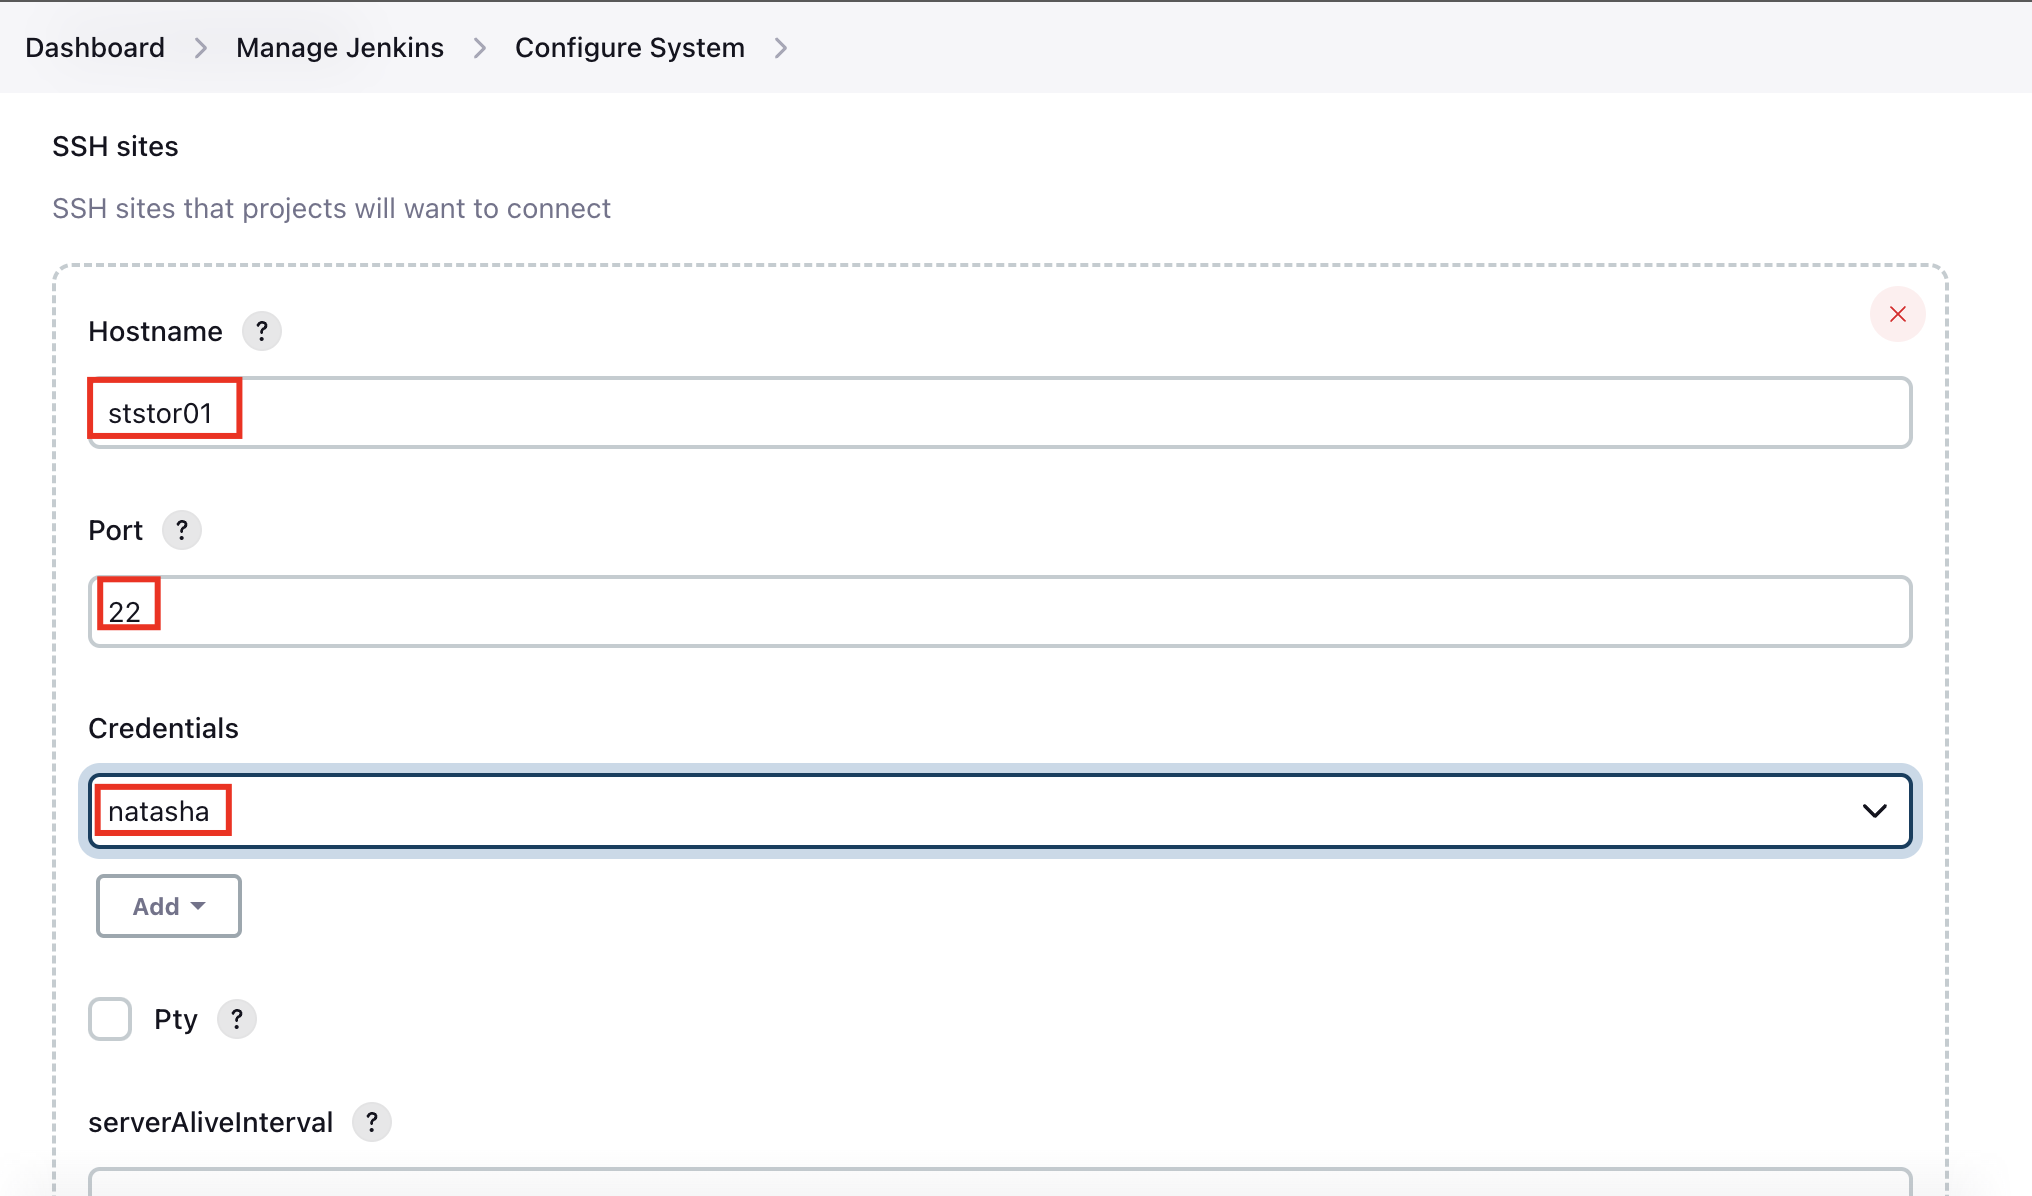 Dashboard > Manage Jenkins > Configure System >
SSH sites
SSH sites that projects will want to connect
Hostname ?
ststor01
Port ?
22
Credentials
natasha
Add
Pty ?
serverAliveInterval ?